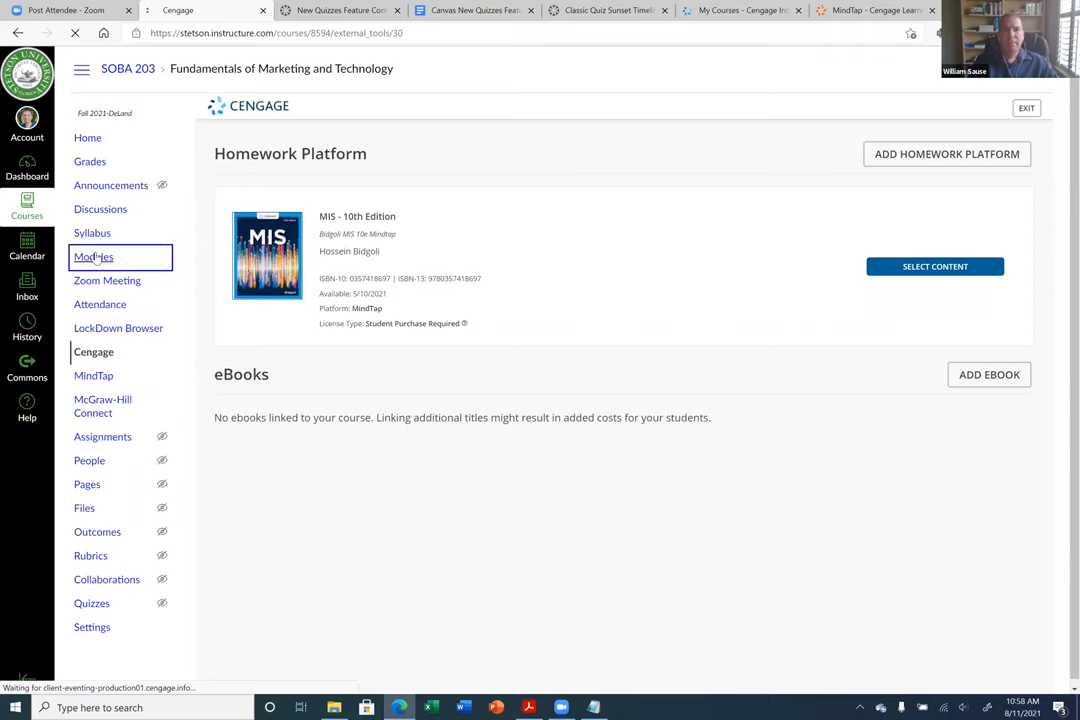 Post Attendee - Zoom
Cengage
New Quizzes Feature Com
Canvas New Quizzes Featu
Classic Quiz Sunset Timeli
My Courses - Cengage Ins
MindTap - Cengage Learn
https://stetson.instructure.com/courses/8594/external_tools/30
William Sause
STETSON UNIVERSITY
SOBA 203 > Fundamentals of Marketing and Technology
Account
Dashboard
Courses
Calendar
Inbox
History
Commons
Help
Fall 2021-DeLand
Home
Grades
Announcements
Discussions
Syllabus
Modules
Zoom Meeting
Attendance
LockDown Browser
Cengage
MindTap
McGraw-Hill
Connect
Assignments
People
Pages
Files
Outcomes
Rubrics
Collaborations
Quizzes
Settings
CENGAGE
EXIT
Homework Platform
ADD HOMEWORK PLATFORM
MIS
MIS - 10th Edition
Bidgoli MIS 10e Mindtap
Hossein Bidgoli
ISBN-10: 0357418697 | ISBN-13: 9780357418697
Available: 5/10/2021
Platform: MindTap
License Type: Student Purchase Required
SELECT CONTENT
eBooks
ADD EBOOK
No ebooks linked to your course. Linking additional titles might result in added costs for your students.
Waiting for client-eventing-production01.cengage.info...
Type here to search
10:58 AM
8/11/2021
3